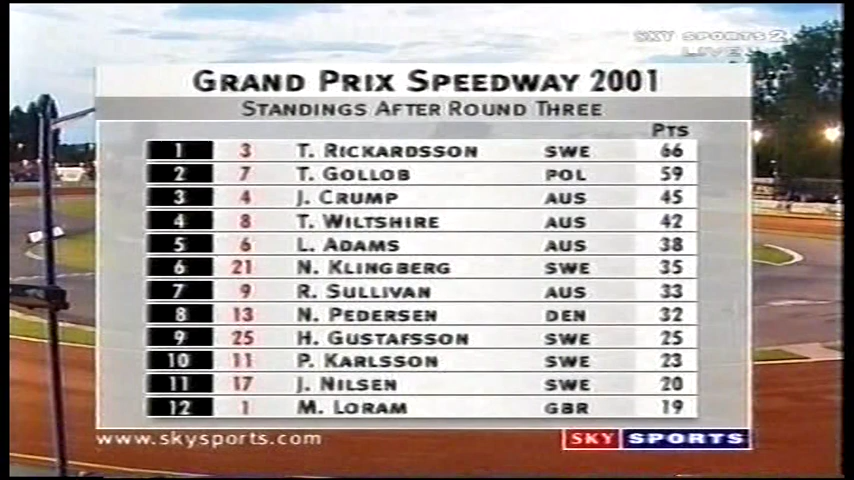 SKY SPORTS 2
LIVE
GRAND PRIX SPEEDWAY 2001
STANDINGS AFTER ROUND THREE
PTS
1 3 T. RICKARDSSON SWE 66
2 7 T. GOLLOB POL 59
3 4 J. CRUMP AUS 45
4 8 T. WILTSHIRE AUS 42
5 6 L. ADAMS AUS 38
6 21 N. KLINGBERG SWE 35
7 9 R. SULLIVAN AUS 33
8 13 N. PEDERSEN DEN 32
9 25 H. GUSTAFSSON SWE 25
10 11 P. KARLSSON SWE 23
11 17 J. NILSEN SWE 20
12 1 M. LORAM GBR 19
www.skysports.com
SKY SPORTS